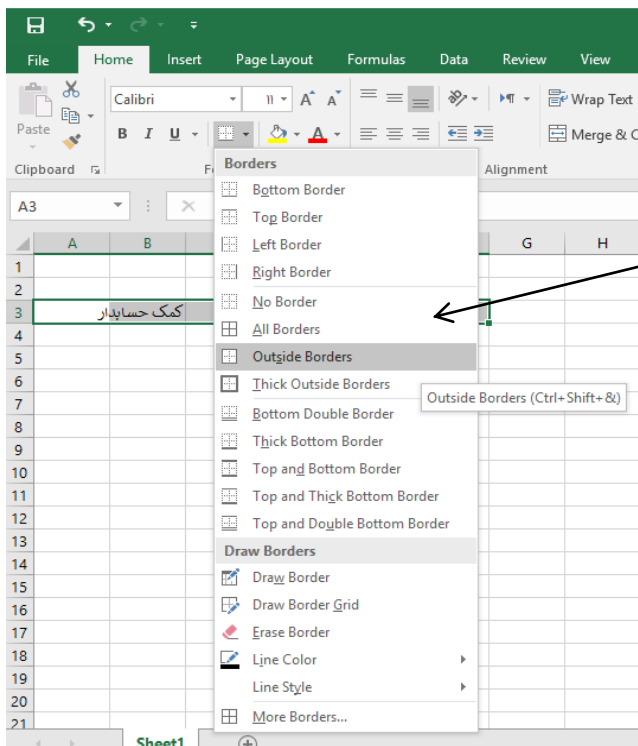 File Home Insert Page Layout Formulas Data Review View
Calibri 11 A A Wrap Text
Paste B I U A Merge & C
Clipboard F Alignment
A3
A B G H
1
2
3 کمک حسابدار
4
5
6
7
8
9
10
11
12
13
14
15
16
17
18
19
20
21
Borders
Bottom Border
Top Border
Left Border
Right Border
No Border
All Borders
Outside Borders
Thick Outside Borders
Outside Borders (Ctrl+Shift+&)
Bottom Double Border
Thick Bottom Border
Top and Bottom Border
Top and Thick Bottom Border
Top and Double Bottom Border
Draw Borders
Draw Border
Draw Border Grid
Erase Border
Line Color
Line Style
More Borders...
Sheet1